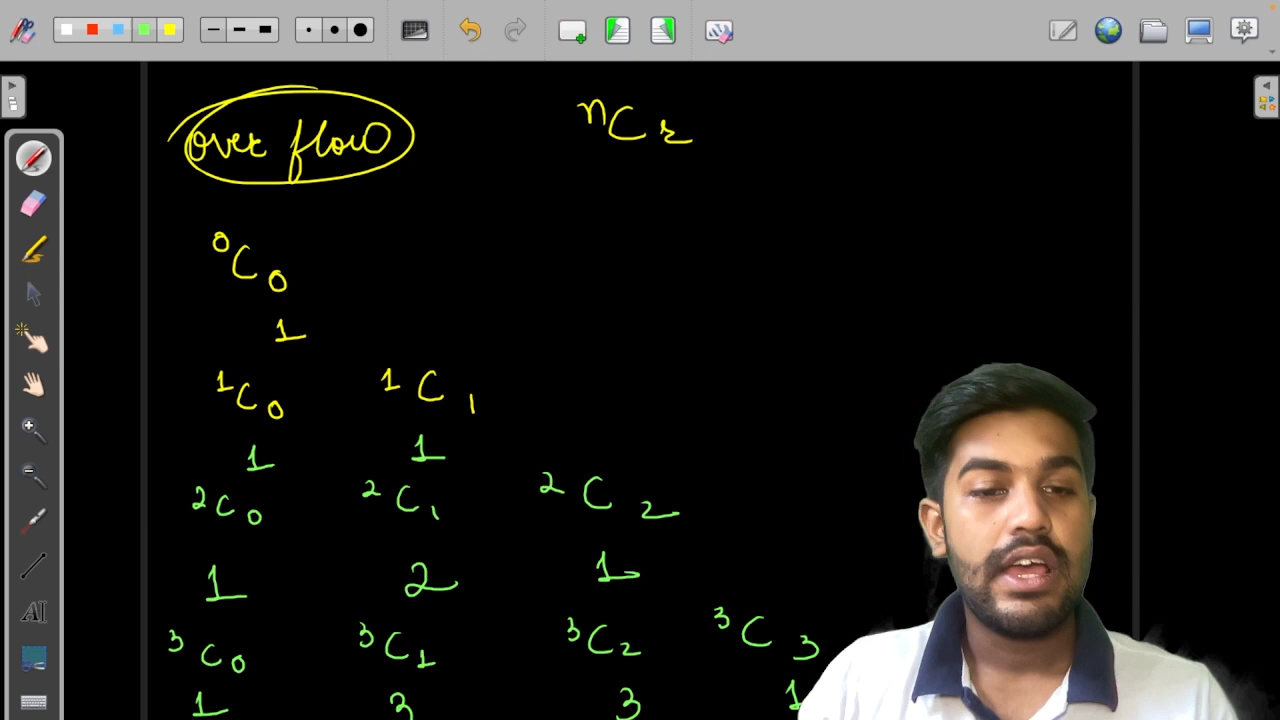 over flow nCr
0C0
1
1C0 1C1
1 1
2C0 2C1 2C2
1 2 1
3C0 3C1 3C2 3C3
1 3 3 1
AI